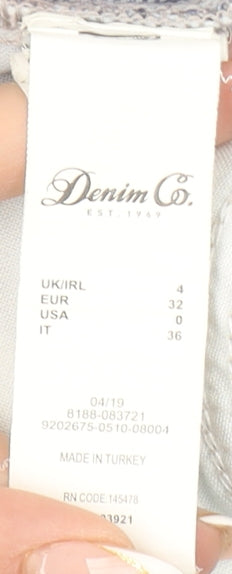 Denim Co.
EST. 1969
UK/IRL 4
EUR 32
USA 0
IT 36
04/19
8188-083721
9202675-0510-08004
MADE IN TURKEY
RN CODE:145478
3921